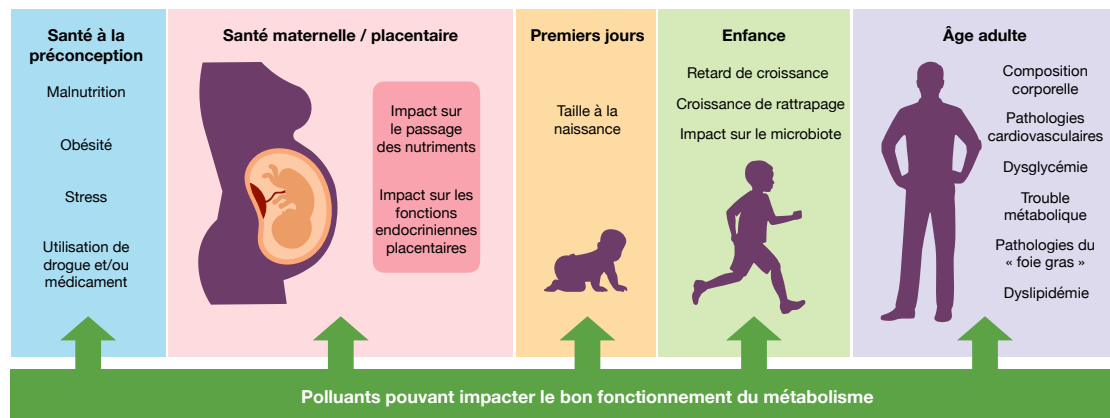 Santé à la
préconception
Malnutrition
Obésité
Stress
Utilisation de
drogue et/ou
médicament
Santé maternelle / placentaire
Impact sur
le passage
des nutriments
Impact sur les
fonctions
endocriniennes
placentaires
Premiers jours
Taille à la
naissance
Enfance
Retard de croissance
Croissance de rattrapage
Impact sur le microbiote
Âge adulte
Composition
corporelle
Pathologies
cardiovasculaires
Dysglycémie
Trouble
métabolique
Pathologies du
« foie gras »
Dyslipidémie
Polluants pouvant impacter le bon fonctionnement du métabolisme